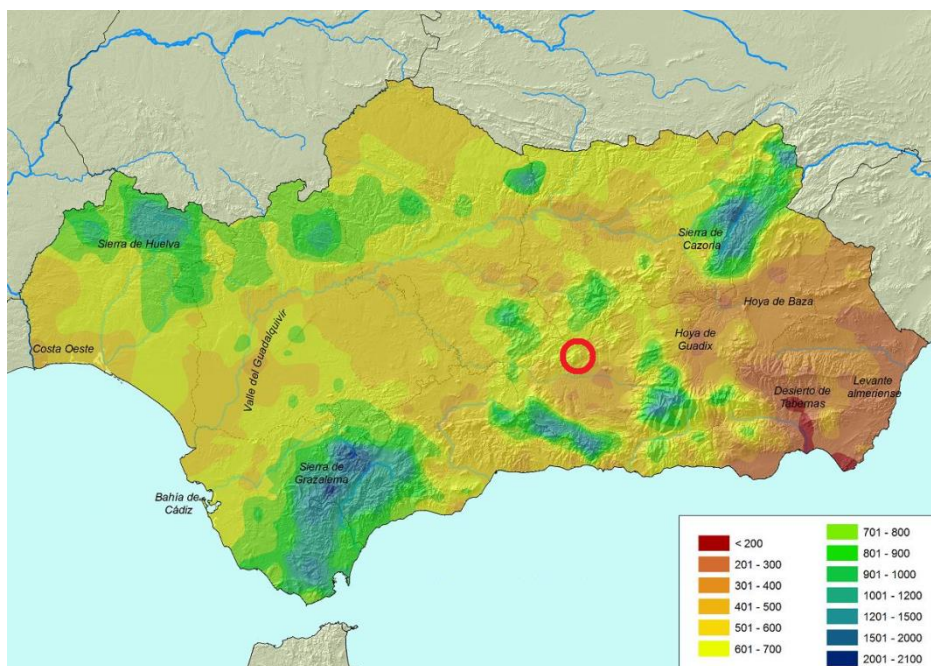 Sierra de Huelva
Sierra de
Cazorla
Hoya de Baza
Hoya de
Guadix
Costa Oeste
Valle del Guadalquivir
Desierto de
Tabernas
Levante
almeriense
Sierra de
Grazalema
Bahía de
Cádiz
< 200
201 - 300
301 - 400
401 - 500
501 - 600
601 - 700
701 - 800
801 - 900
901 - 1000
1001 - 1200
1201 - 1500
1501 - 2000
2001 - 2100